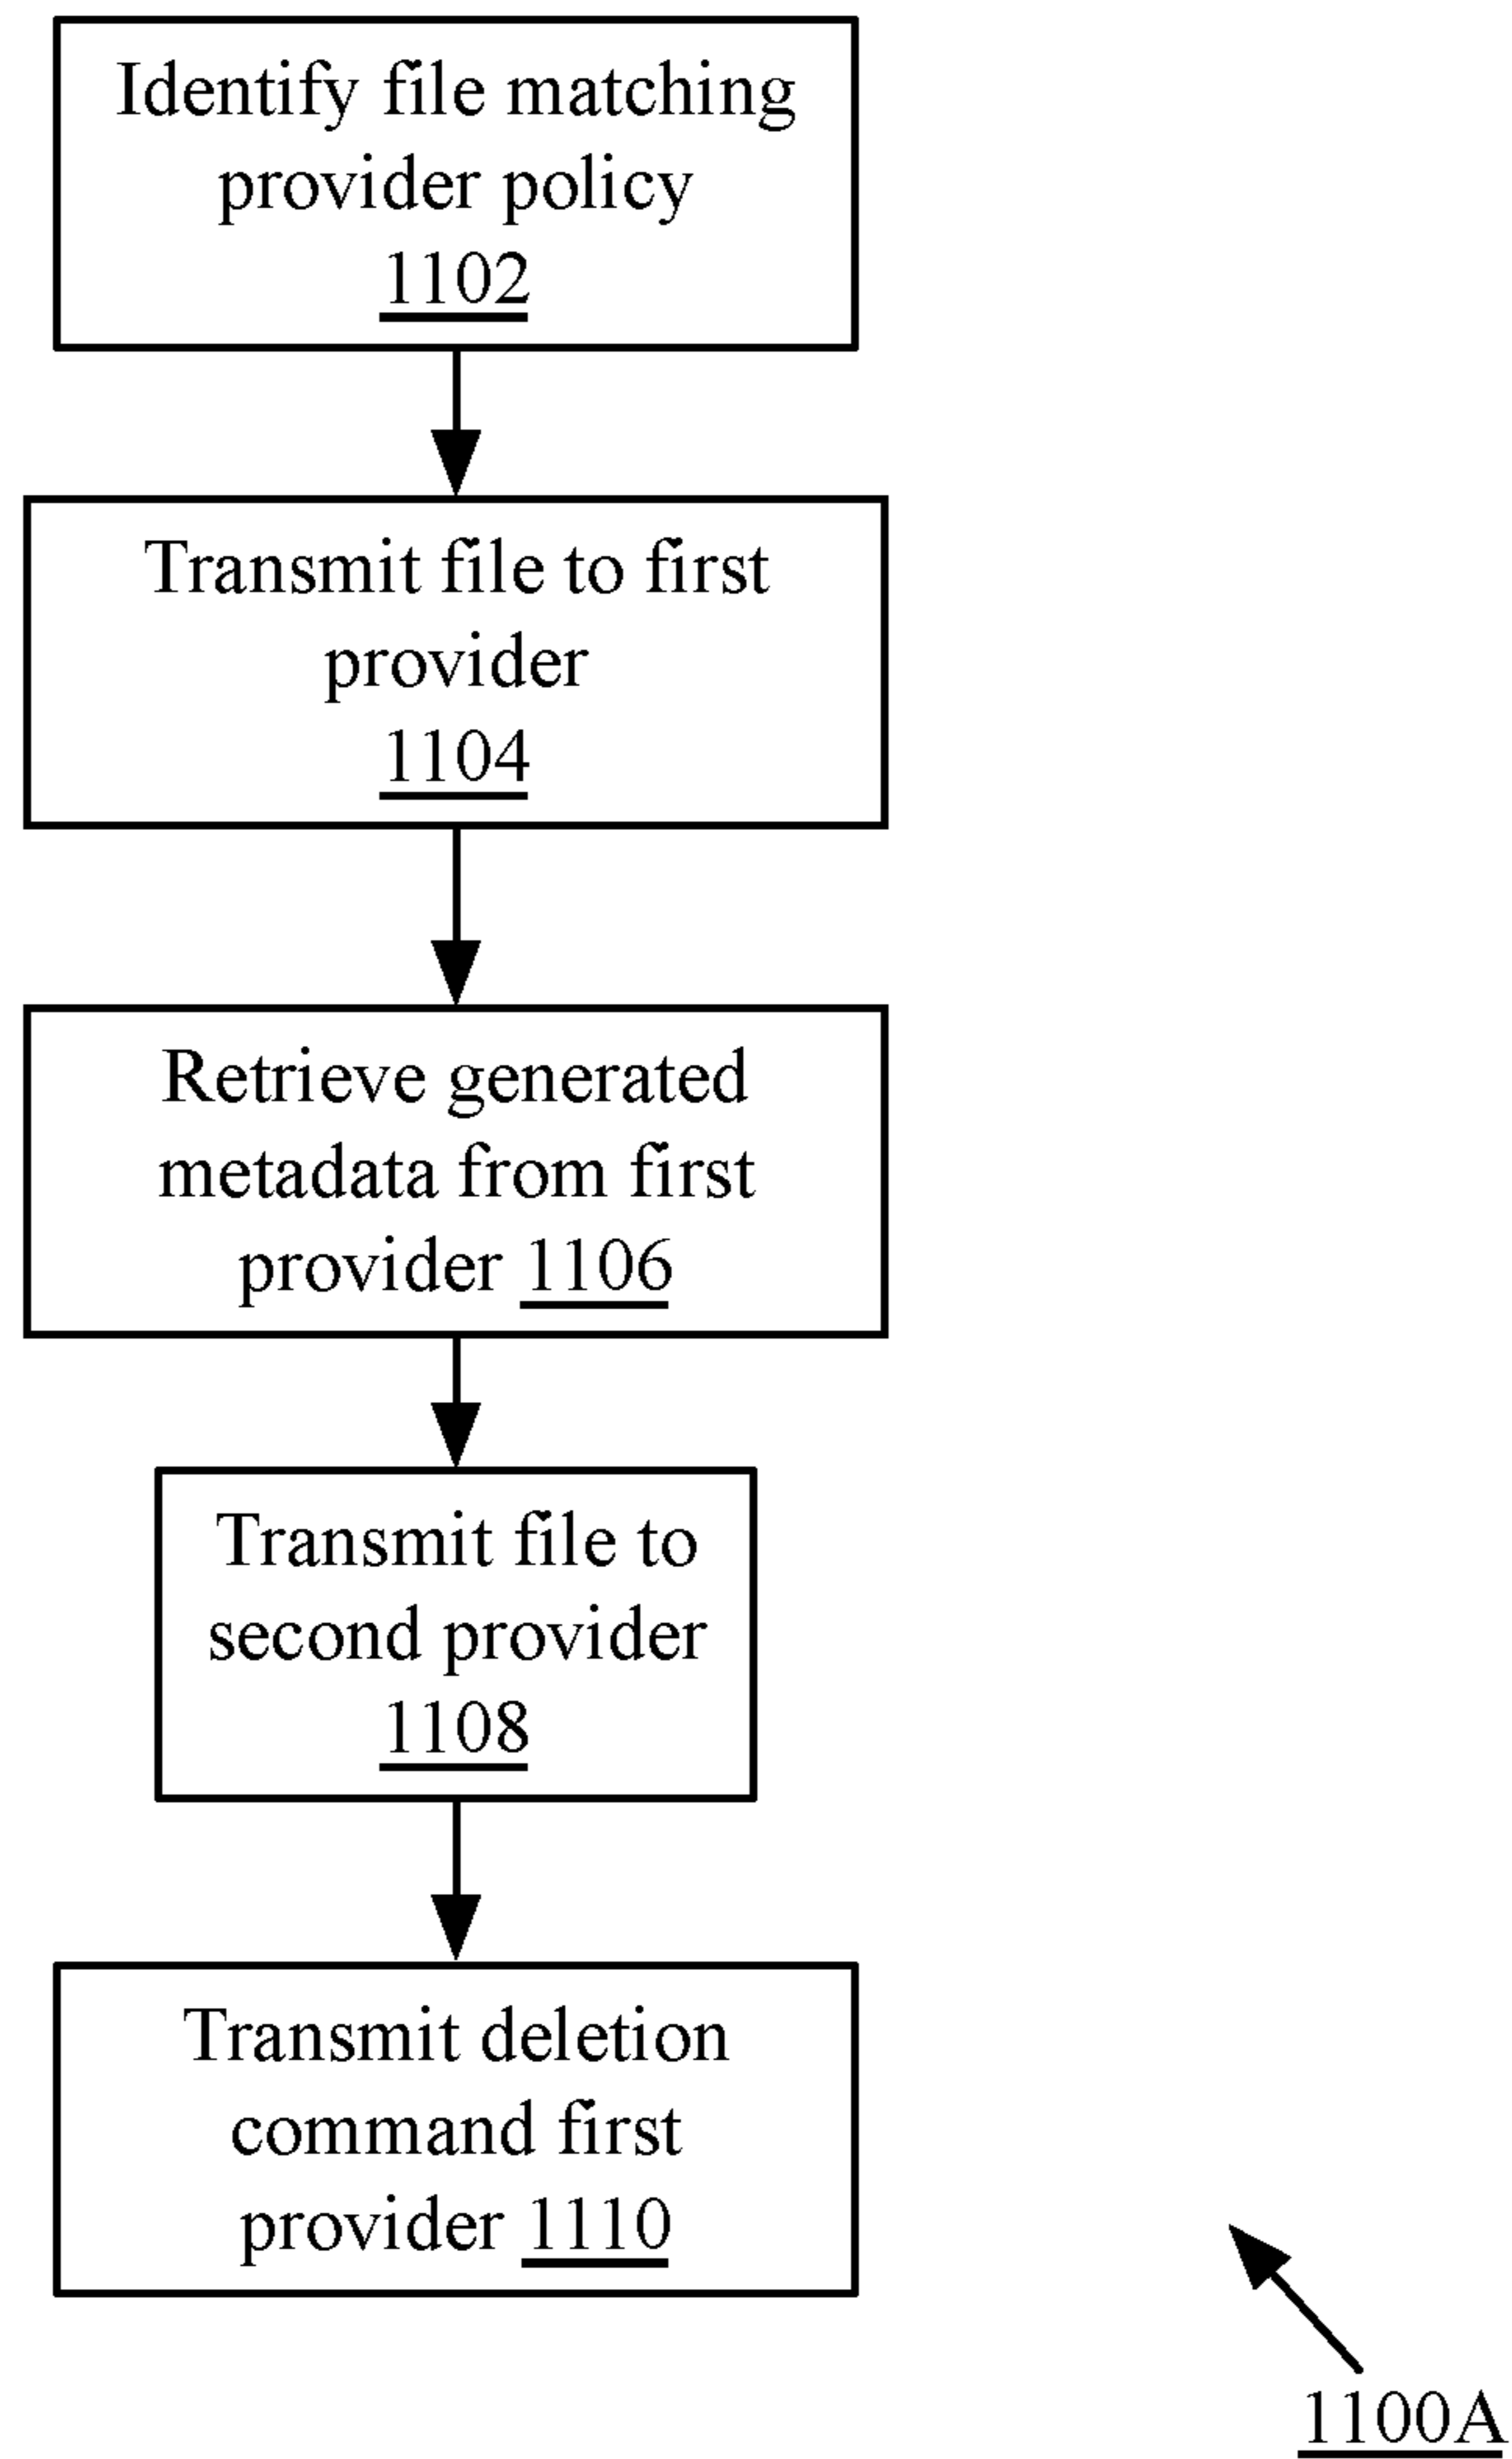 Identify file matching
provider policy
1102
Transmit file to first
provider
1104
Retrieve generated
metadata from first
provider 1106
Transmit file to
second provider
1108
Transmit deletion
command first
provider 1110
1100A